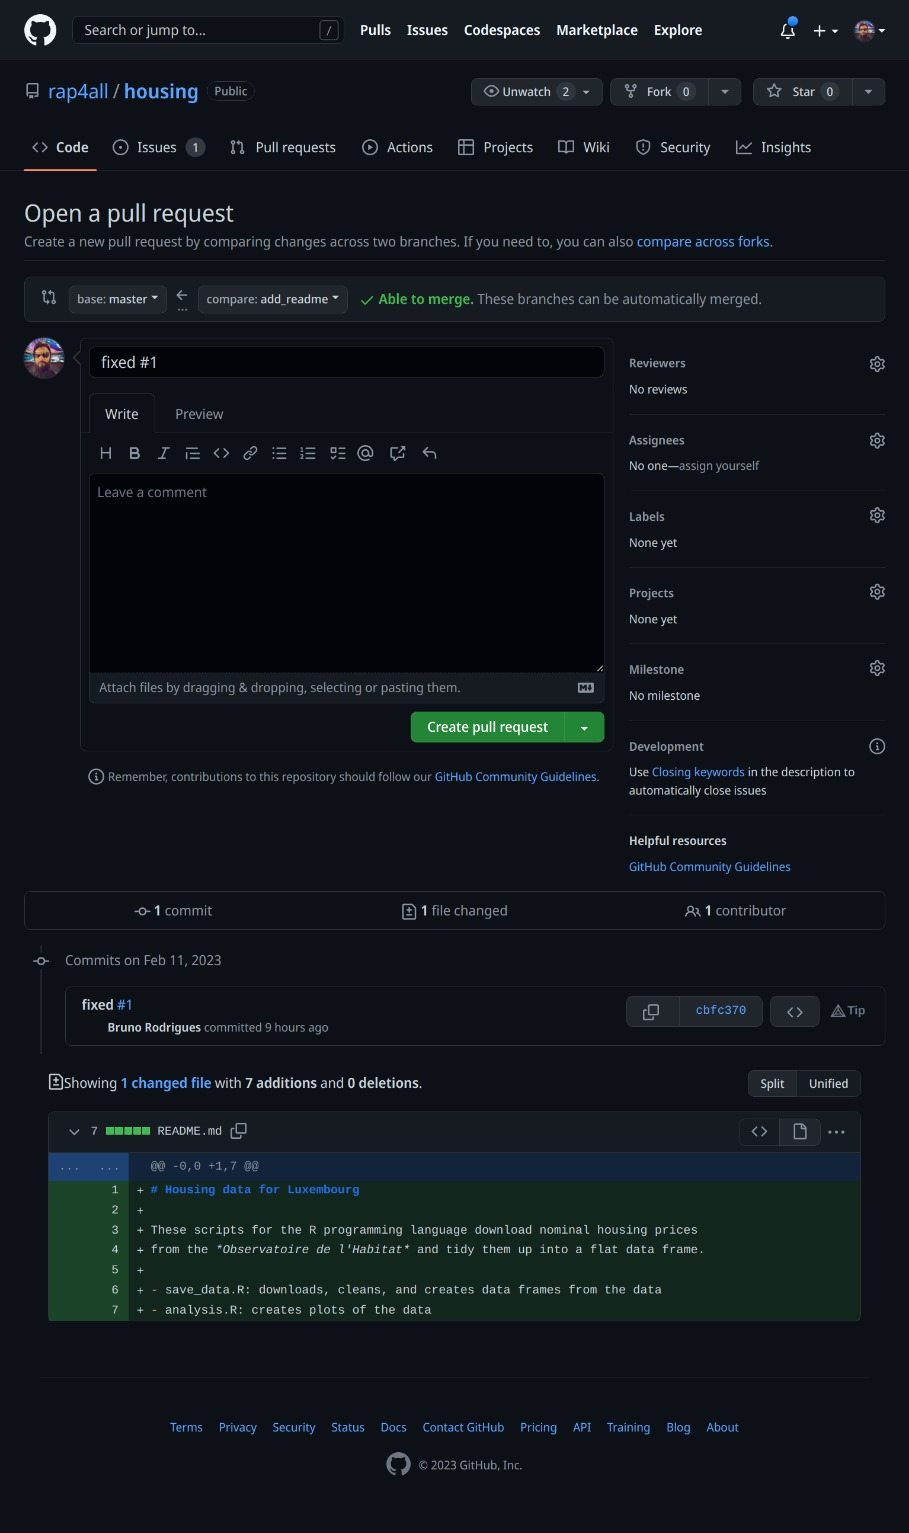 Search or jump to... / Pulls Issues Codespaces Marketplace Explore
rap4all / housing Public Unwatch 2 Fork 0 Star 0
Code Issues 1 Pull requests Actions Projects Wiki Security Insights
Open a pull request
Create a new pull request by comparing changes across two branches. If you need to, you can also compare across forks.
base: master ... compare: add_readme Able to merge. These branches can be automatically merged.
fixed #1
Write Preview
Leave a comment
Attach files by dragging & dropping, selecting or pasting them.
Create pull request
Remember, contributions to this repository should follow our GitHub Community Guidelines.
Reviewers
No reviews
Assignees
No one—assign yourself
Labels
None yet
Projects
None yet
Milestone
No milestone
Development
Use Closing keywords in the description to
automatically close issues
Helpful resources
GitHub Community Guidelines
1 commit 1 file changed 1 contributor
Commits on Feb 11, 2023
fixed #1
Bruno Rodrigues committed 9 hours ago
cbfc370 Tip
Showing 1 changed file with 7 additions and 0 deletions.
Split Unified
7 README.md
... ... @@ -0,0 +1,7 @@
1 + # Housing data for Luxembourg
2 +
3 + These scripts for the R programming language download nominal housing prices
4 + from the *Observatoire de l'Habitat* and tidy them up into a flat data frame.
5 +
6 + - save_data.R: downloads, cleans, and creates data frames from the data
7 + - analysis.R: creates plots of the data
Terms Privacy Security Status Docs Contact GitHub Pricing API Training Blog About
© 2023 GitHub, Inc.